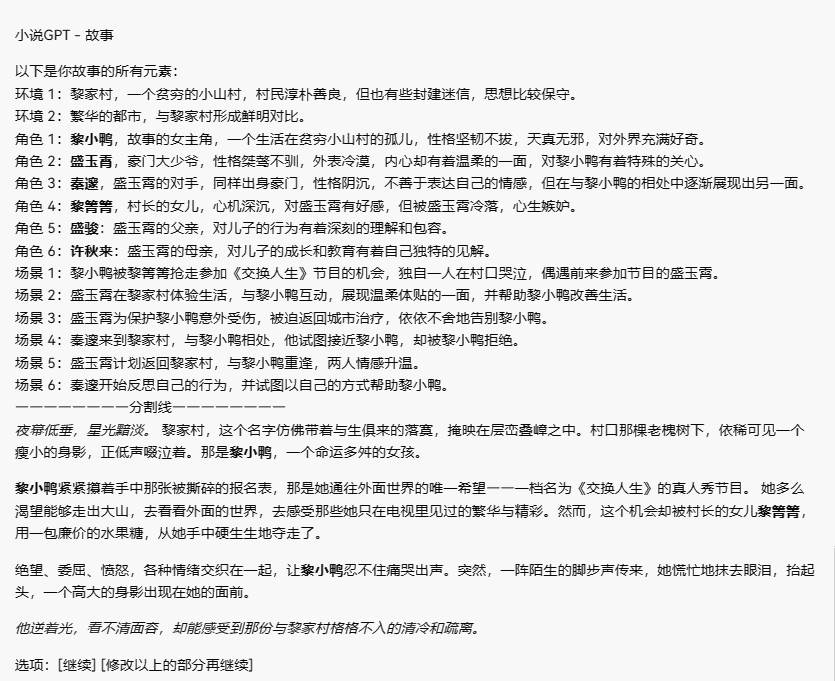 小说GPT - 故事
以下是你故事的所有元素：
环境 1：黎家村，一个贫穷的小山村，村民淳朴善良，但也有些封建迷信，思想比较保守。
环境 2：繁华的都市，与黎家村形成鲜明对比。
角色 1：黎小鸭，故事的女主角，一个生活在贫穷小山村的孤儿，性格坚韧不拔，天真无邪，对外界充满好奇。
角色 2：盛玉霄，豪门大少爷，性格桀骜不驯，外表冷漠，内心却有着温柔的一面，对黎小鸭有着特殊的关心。
角色 3：秦邃，盛玉霄的对手，同样出身豪门，性格阴沉，不善于表达自己的情感，但在与黎小鸭的相处中逐渐展现出另一面。
角色 4：黎箐箐，村长的女儿，心机深沉，对盛玉霄有好感，但被盛玉霄冷落，心生嫉妒。
角色 5：盛骏：盛玉霄的父亲，对儿子的行为有着深刻的理解和包容。
角色 6：许秋来：盛玉霄的母亲，对儿子的成长和教育有着自己独特的见解。
场景 1：黎小鸭被黎箐箐抢走参加《交换人生》节目的机会，独自一人在村口哭泣，偶遇前来参加节目的盛玉霄。
场景 2：盛玉霄在黎家村体验生活，与黎小鸭互动，展现温柔体贴的一面，并帮助黎小鸭改善生活。
场景 3：盛玉霄为保护黎小鸭意外受伤，被迫返回城市治疗，依依不舍地告别黎小鸭。
场景 4：秦邃来到黎家村，与黎小鸭相处，他试图接近黎小鸭，却被黎小鸭拒绝。
场景 5：盛玉霄计划返回黎家村，与黎小鸭重逢，两人情感升温。
场景 6：秦邃开始反思自己的行为，并试图以自己的方式帮助黎小鸭。
————————分割线————————
夜幕低垂，星光黯淡。 黎家村，这个名字仿佛带着与生俱来的落寞，掩映在层峦叠嶂之中。村口那棵老槐树下，依稀可见一个
瘦小的身影，正低声啜泣着。那是黎小鸭，一个命运多舛的女孩。
黎小鸭紧紧攥着手中那张被撕碎的报名表，那是她通往外面世界的唯一希望——一档名为《交换人生》的真人秀节目。 她多么
渴望能够走出大山，去看看外面的世界，去感受那些她只在电视里见过的繁华与精彩。然而，这个机会却被村长的女儿黎箐箐，
用一包廉价的水果糖，从她手中硬生生地夺走了。
绝望、委屈、愤怒，各种情绪交织在一起，让黎小鸭忍不住痛哭出声。突然，一阵陌生的脚步声传来，她慌忙地抹去眼泪，抬起
头，一个高大的身影出现在她的面前。
他逆着光，看不清面容，却能感受到那份与黎家村格格不入的清冷和疏离。
选项：[继续] [修改以上的部分再继续]